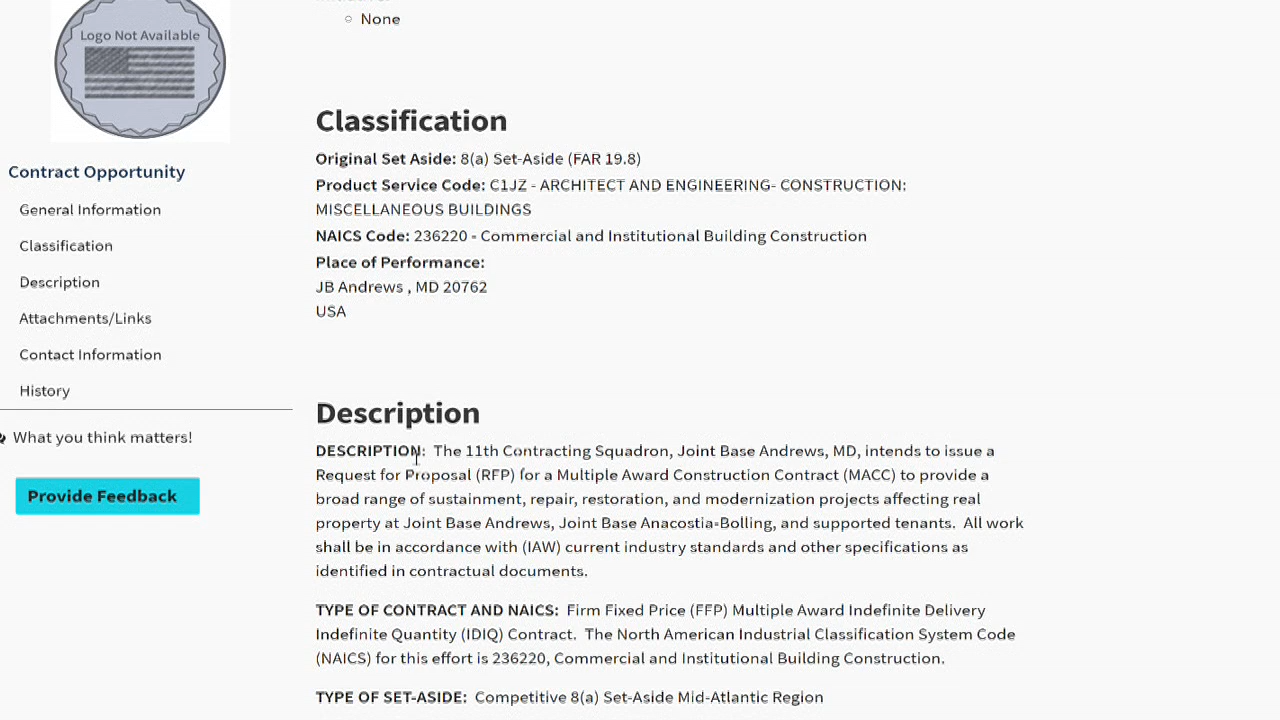 None
Logo Not Available
Classification
Original Set Aside: 8(a) Set-Aside (FAR 19.8)
Product Service Code: C1JZ - ARCHITECT AND ENGINEERING- CONSTRUCTION:
MISCELLANEOUS BUILDINGS
NAICS Code: 236220 - Commercial and Institutional Building Construction
Place of Performance:
JB Andrews , MD 20762
USA
Contract Opportunity
General Information
Classification
Description
Attachments/Links
Contact Information
History
What you think matters!
Provide Feedback
Description
DESCRIPTION:  The 11th Contracting Squadron, Joint Base Andrews, MD, intends to issue a
Request for Proposal (RFP) for a Multiple Award Construction Contract (MACC) to provide a
broad range of sustainment, repair, restoration, and modernization projects affecting real
property at Joint Base Andrews, Joint Base Anacostia-Bolling, and supported tenants.  All work
shall be in accordance with (IAW) current industry standards and other specifications as
identified in contractual documents.
TYPE OF CONTRACT AND NAICS:  Firm Fixed Price (FFP) Multiple Award Indefinite Delivery
Indefinite Quantity (IDIQ) Contract.  The North American Industrial Classification System Code
(NAICS) for this effort is 236220, Commercial and Institutional Building Construction.
TYPE OF SET-ASIDE:  Competitive 8(a) Set-Aside Mid-Atlantic Region